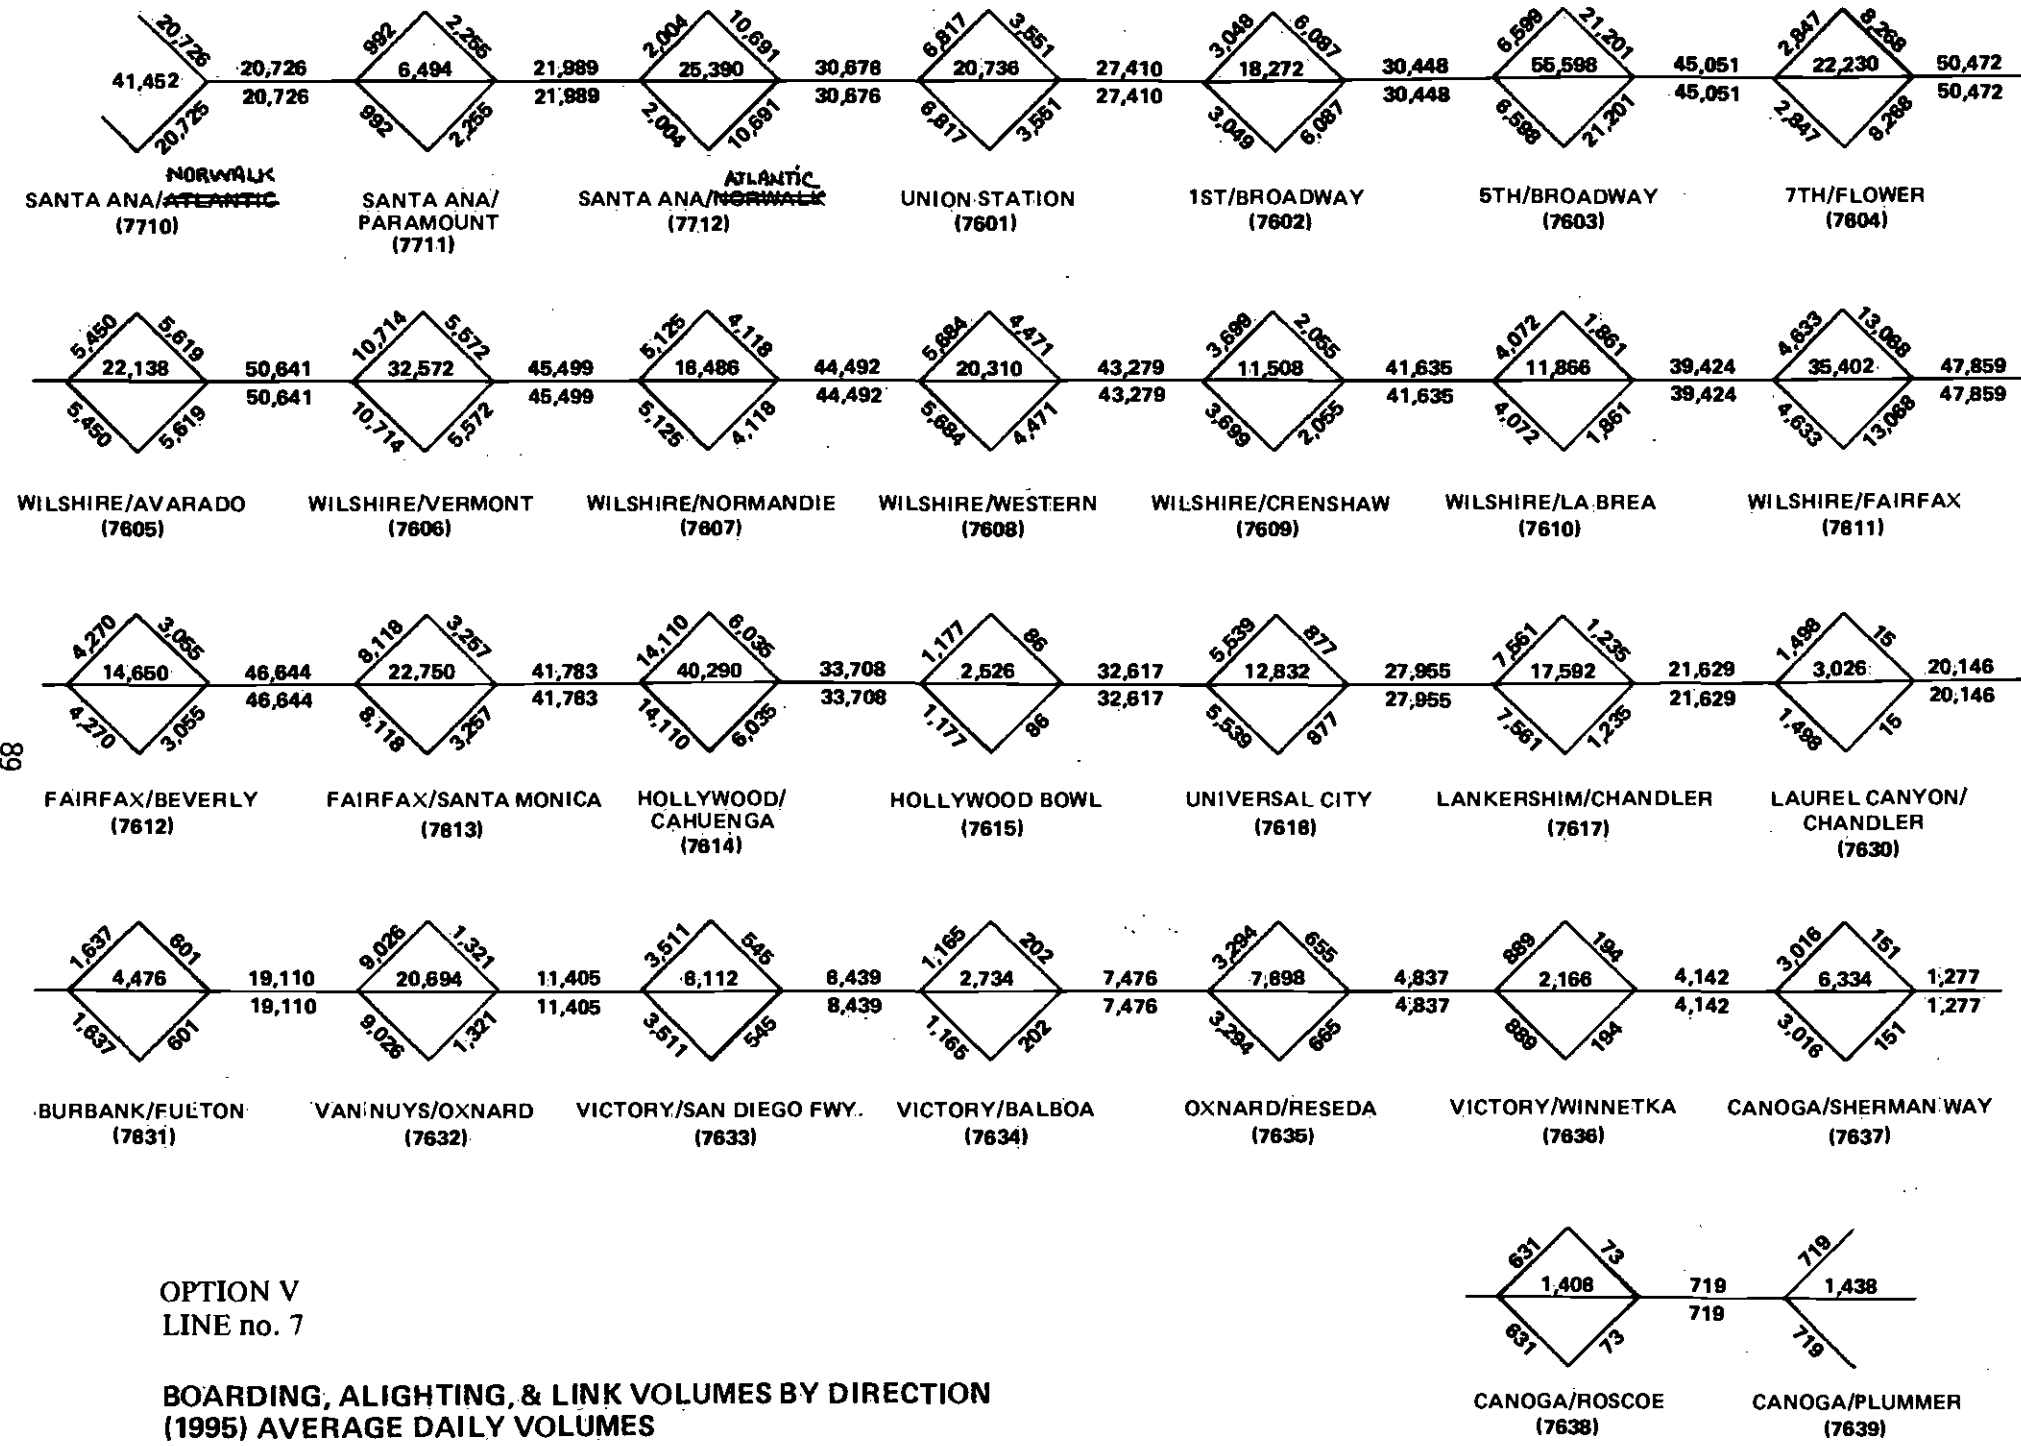 20,726 992 2,255 2,004 10,691 6,817 3,551 3,048 6,087 6,599 21,201 2,847 8,268
41,452 20,726 6,494 21,989 25,390 30,676 20,736 27,410 18,272 30,448 55,598 45,051 22,230 50,472
20,726 21,989 30,676 27,410 30,448 45,051 50,472
20,725 992 2,255 2,004 10,691 6,817 3,551 3,049 6,087 6,598 21,201 2,847 8,268
NORWALK ATLANTIC
SANTA ANA/ATLANTIC SANTA ANA/ SANTA ANA/NORWALK UNION STATION 1ST/BROADWAY 5TH/BROADWAY 7TH/FLOWER
(7710) PARAMOUNT (7712) (7601) (7602) (7603) (7604)
(7711)
5,450 5,619 10,714 5,572 5,125 4,118 5,684 4,471 3,699 2,055 4,072 1,861 4,633 13,068
22,138 50,641 32,572 45,499 18,486 44,492 20,310 43,279 11,508 41,635 11,866 39,424 35,402 47,859
50,641 45,499 44,492 43,279 41,635 39,424 47,859
5,450 5,619 10,714 5,572 5,125 4,118 5,684 4,471 3,699 2,055 4,072 1,861 4,633 13,068
WILSHIRE/AVARADO WILSHIRE/VERMONT WILSHIRE/NORMANDIE WILSHIRE/WESTERN WILSHIRE/CRENSHAW WILSHIRE/LA BREA WILSHIRE/FAIRFAX
(7605) (7606) (7607) (7608) (7609) (7610) (7611)
4,270 3,055 8,118 3,257 14,110 6,035 1,177 86 5,539 877 7,561 1,235 1,498 15
14,650 46,644 22,750 41,783 40,290 33,708 2,526 32,617 12,832 27,955 17,592 21,629 3,026 20,146
46,644 41,783 33,708 32,617 27,955 21,629 20,146
4,270 3,055 8,118 3,257 14,110 6,035 1,177 86 5,539 877 7,561 1,235 1,498 15
89
FAIRFAX/BEVERLY FAIRFAX/SANTA MONICA HOLLYWOOD/ HOLLYWOOD BOWL UNIVERSAL CITY LANKERSHIM/CHANDLER LAUREL CANYON/
(7612) (7613) CAHUENGA (7615) (7616) (7617) CHANDLER
(7614) (7630)
1,637 601 9,026 1,321 3,511 545 1,165 202 3,294 655 889 194 3,016 151
4,476 19,110 20,694 11,405 8,112 8,439 2,734 7,476 7,898 4,837 2,166 4,142 6,334 1,277
19,110 11,405 8,439 7,476 4,837 4,142 1,277
1,637 601 9,026 1,321 3,511 545 1,165 202 3,294 665 889 194 3,016 151
BURBANK/FULTON VAN NUYS/OXNARD VICTORY/SAN DIEGO FWY. VICTORY/BALBOA OXNARD/RESEDA VICTORY/WINNETKA CANOGA/SHERMAN WAY
(7631) (7632) (7633) (7634) (7635) (7636) (7637)
631 73 719
1,408 719 1,438
719
631 73 719
CANOGA/ROSCOE CANOGA/PLUMMER
(7638) (7639)
OPTION V
LINE no. 7
BOARDING, ALIGHTING, & LINK VOLUMES BY DIRECTION
(1995) AVERAGE DAILY VOLUMES